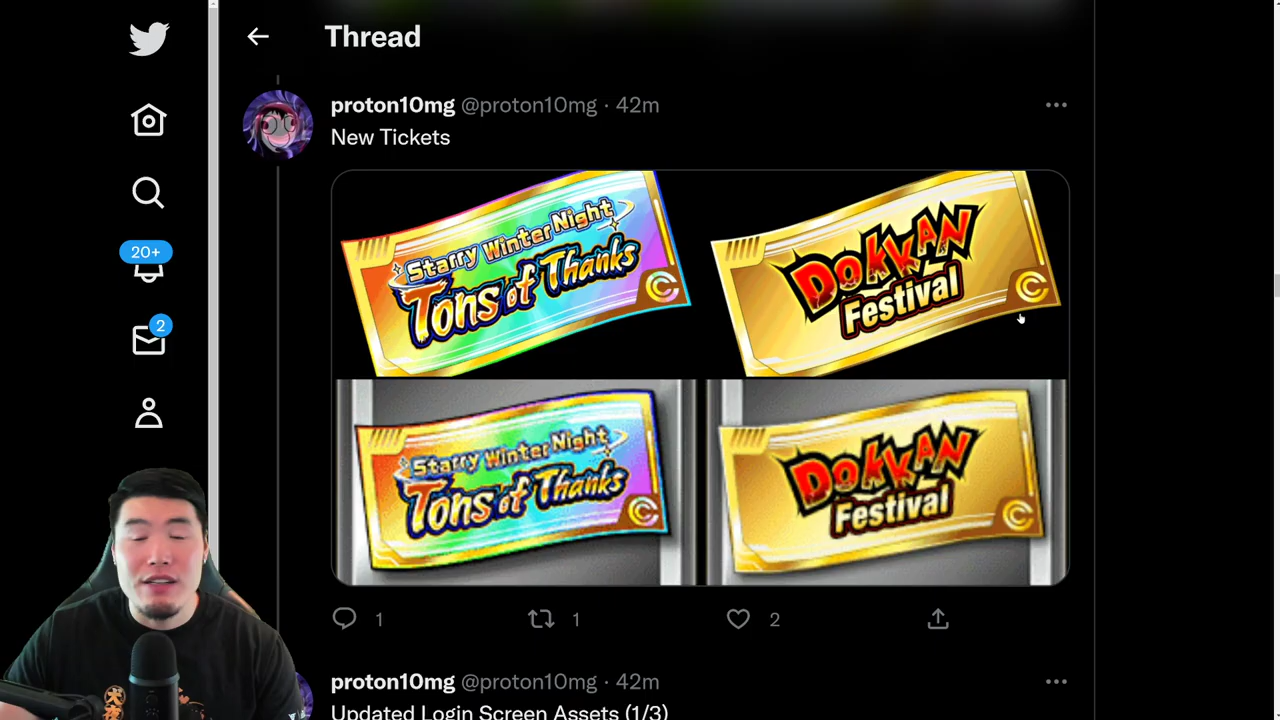 Thread
proton10mg @proton10mg · 42m
New Tickets
Starry Winter Night
Tons of Thanks
DOKKAN
Festival
Starry Winter Night
Tons of Thanks
DOKKAN
Festival
20+
2
1
1
2
proton10mg @proton10mg · 42m
Updated Login Screen Assets (1/3)